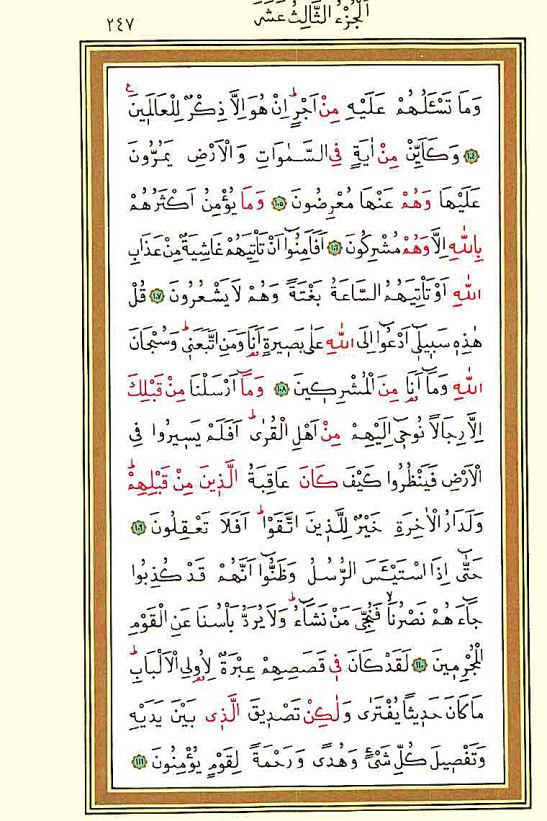 اَلْجُزْءُ الثَّالِثُ عَشَرَ
٢٤٧
وَمَا تَسْـَٔلُهُمْ عَلَيْهِ مِنْ اَجْرٍۜ اِنْ هُوَ اِلَّا ذِكْرٌ لِلْعَالَمٖينَࣖ
﴿١٠٤﴾ وَكَاَيِّنْ مِنْ اٰيَةٍ فِي السَّمٰوَاتِ وَالْاَرْضِ يَمُرُّونَ
عَلَيْهَا وَهُمْ عَنْهَا مُعْرِضُونَ ﴿١٠٥﴾ وَمَا يُؤْمِنُ اَكْثَرُهُمْ
بِاللّٰهِ اِلَّا وَهُمْ مُشْرِكُونَ ﴿١٠٦﴾ اَفَاَمِنُٓوا اَنْ تَأْتِيَهُمْ غَاشِيَةٌ مِنْ عَذَابِ
اللّٰهِ اَوْ تَأْتِيَهُمُ السَّاعَةُ بَغْتَةً وَهُمْ لَا يَشْعُرُونَ ﴿١٠٧﴾ قُلْ
هٰذِهٖ سَبٖيلٖٓي اَدْعُٓوا اِلَى اللّٰهِ عَلٰى بَصٖيرَةٍ اَنَا وَمَنِ اتَّبَعَنٖيۜ وَسُبْحَانَ
اللّٰهِ وَمَٓا اَنَا مِنَ الْمُشْرِكٖينَ ﴿١٠٨﴾ وَمَٓا اَرْسَلْنَا مِنْ قَبْلِكَ
اِلَّا رِجَالًا نُوحٖٓي اِلَيْهِمْ مِنْ اَهْلِ الْقُرٰىۜ اَفَلَمْ يَسٖيرُوا فِي
الْاَرْضِ فَيَنْظُرُوا كَيْفَ كَانَ عَاقِبَةُ الَّذٖينَ مِنْ قَبْلِهِمْۜ
وَلَدَارُ الْاٰخِرَةِ خَيْرٌ لِلَّذٖينَ اتَّقَوْاۜ اَفَلَا تَعْقِلُونَ ﴿١٠٩﴾
حَتّٰٓى اِذَا اسْتَيْـَٔسَ الرُّسُلُ وَظَنُّٓوا اَنَّهُمْ قَدْ كُذِبُوا
جَٓاءَهُمْ نَصْرُنَاۙ فَنُجِّيَ مَنْ نَشَٓاءُۜ وَلَا يُرَدُّ بَأْسُنَا عَنِ الْقَوْمِ
الْمُجْرِمٖينَ ﴿١١٠﴾ لَقَدْ كَانَ فٖي قَصَصِهِمْ عِبْرَةٌ لِاُو۬لِي الْاَلْبَابِۜ
مَا كَانَ حَدٖيثًا يُفْتَرٰى وَلٰكِنْ تَصْدٖيقَ الَّذٖي بَيْنَ يَدَيْهِ
وَتَفْصٖيلَ كُلِّ شَيْءٍ وَهُدًى وَرَحْمَةً لِقَوْمٍ يُؤْمِنُونَ ﴿١١١﴾